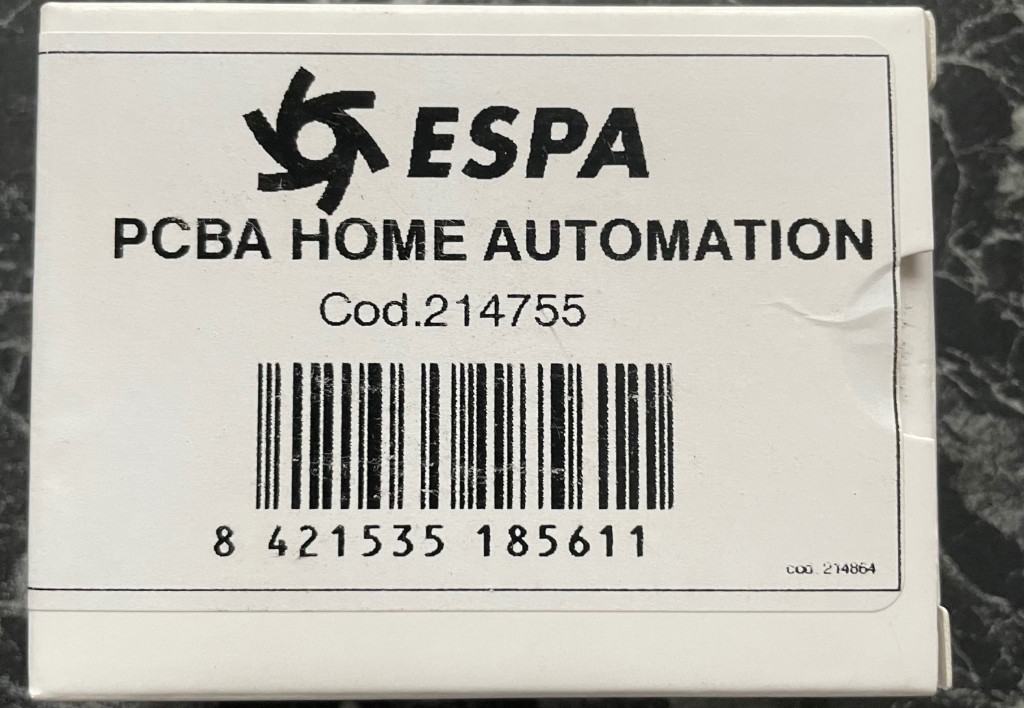 ESPA
PCBA HOME AUTOMATION
Cod.214755
8 421535 185611
cod. 214864